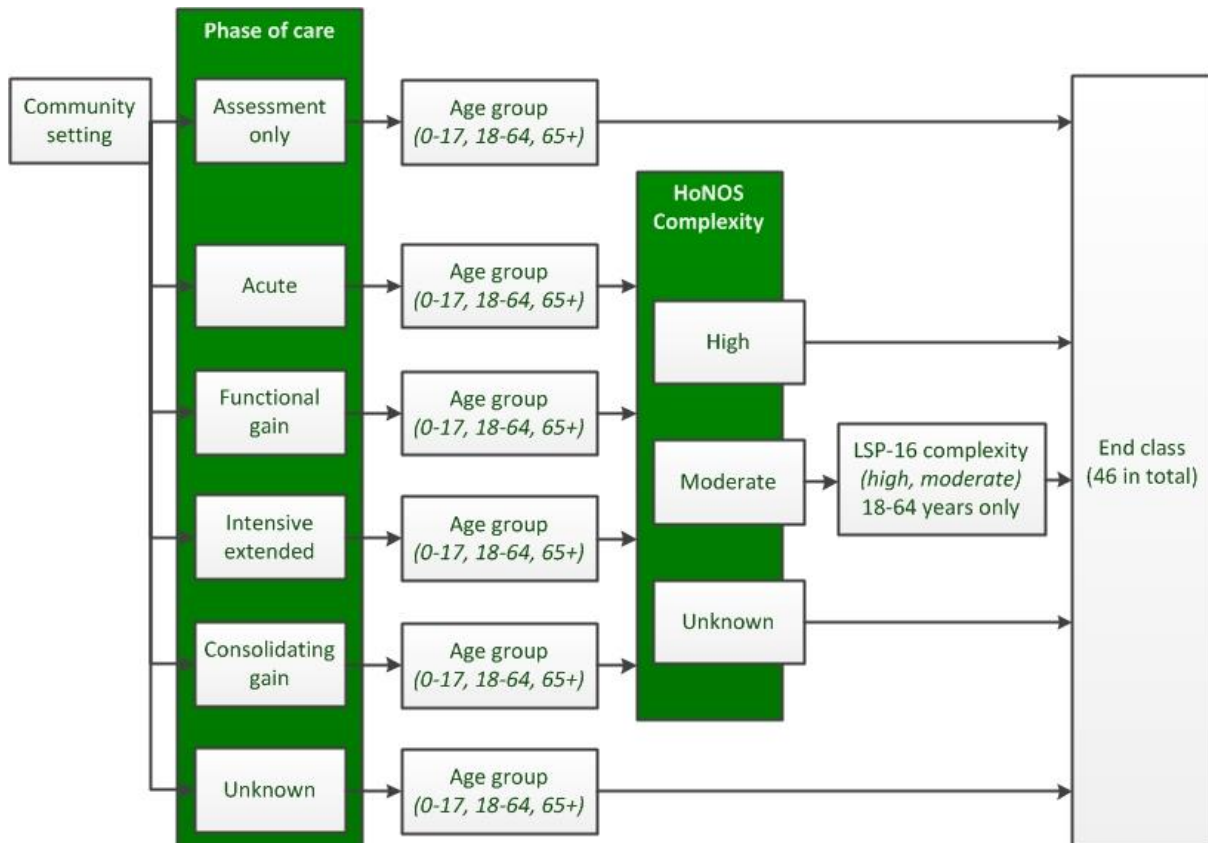 Phase of care
Community
setting
Assessment
only
Age group
(0-17, 18-64, 65+)
HoNOS
Complexity
Acute
Age group
(0-17, 18-64, 65+)
High
Functional
gain
Age group
(0-17, 18-64, 65+)
Moderate
LSP-16 complexity
(high, moderate)
18-64 years only
End class
(46 in total)
Intensive
extended
Age group
(0-17, 18-64, 65+)
Unknown
Consolidating
gain
Age group
(0-17, 18-64, 65+)
Unknown
Age group
(0-17, 18-64, 65+)